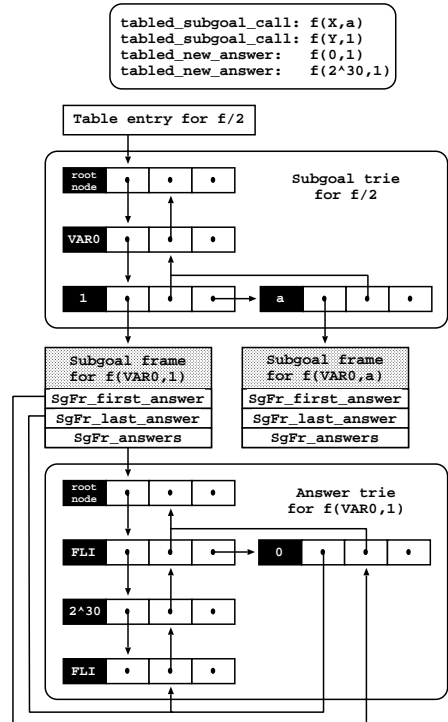 tabled_subgoal_call: f(X,a)
tabled_subgoal_call: f(Y,1)
tabled_new_answer: f(0,1)
tabled_new_answer: f(2^30,1)
Table entry for f/2
root
node
Subgoal trie
for f/2
VAR0
1
a
Subgoal frame
for f(VAR0,1)
SgFr_first_answer
SgFr_last_answer
SgFr_answers
Subgoal frame
for f(VAR0,a)
SgFr_first_answer
SgFr_last_answer
SgFr_answers
root
node
Answer trie
for f(VAR0,1)
FLI
0
2^30
FLI